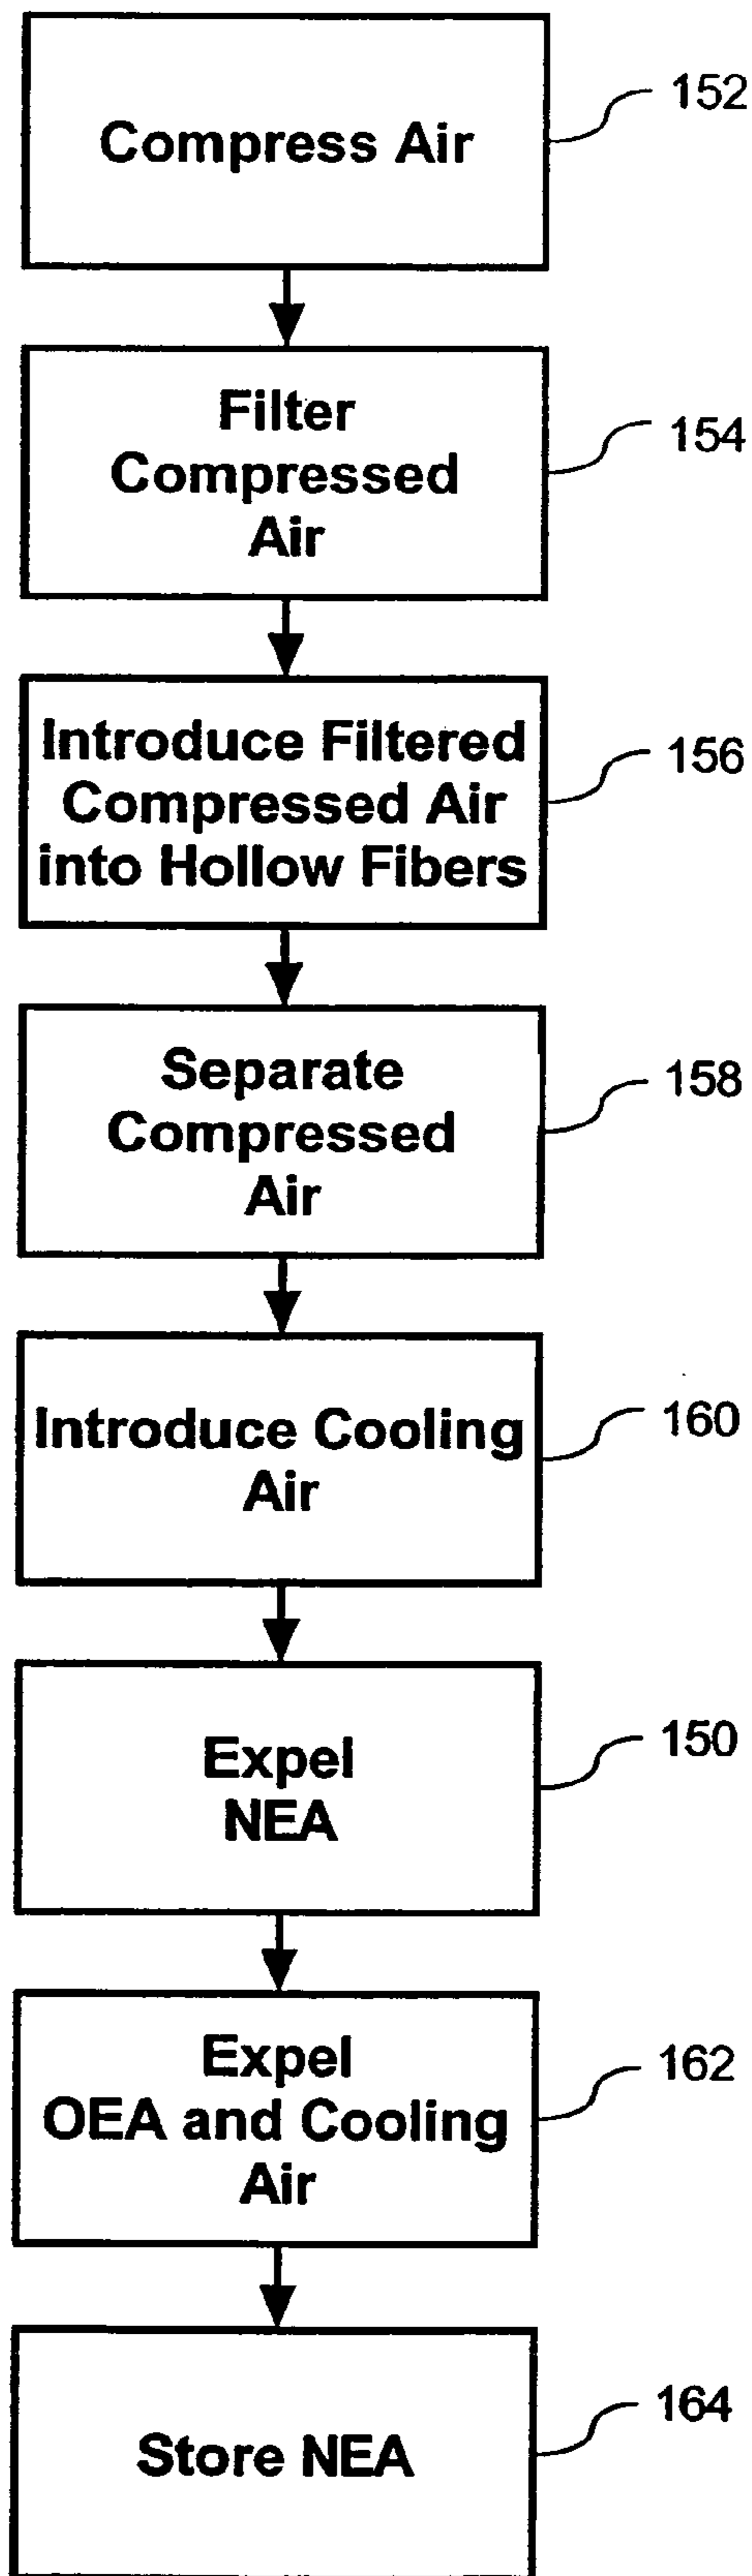 Compress Air
152
Filter
Compressed
Air
154
Introduce Filtered
Compressed Air
into Hollow Fibers
156
Separate
Compressed
Air
158
Introduce Cooling
Air
160
Expel
NEA
150
Expel
OEA and Cooling
Air
162
Store NEA
164